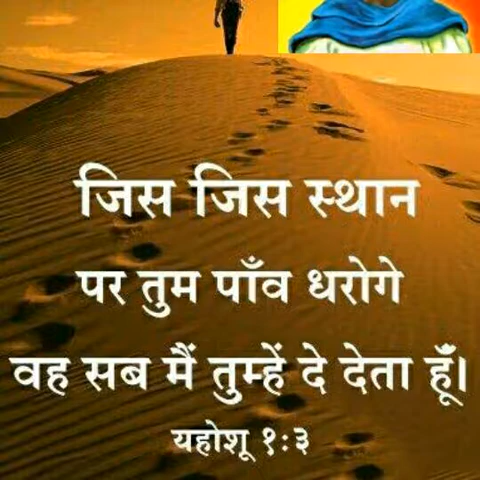 जिस जिस स्थान
पर तुम पाँव धरोगे
वह सब मैं तुम्हें दे देता हूँ।
यहोशू १:३